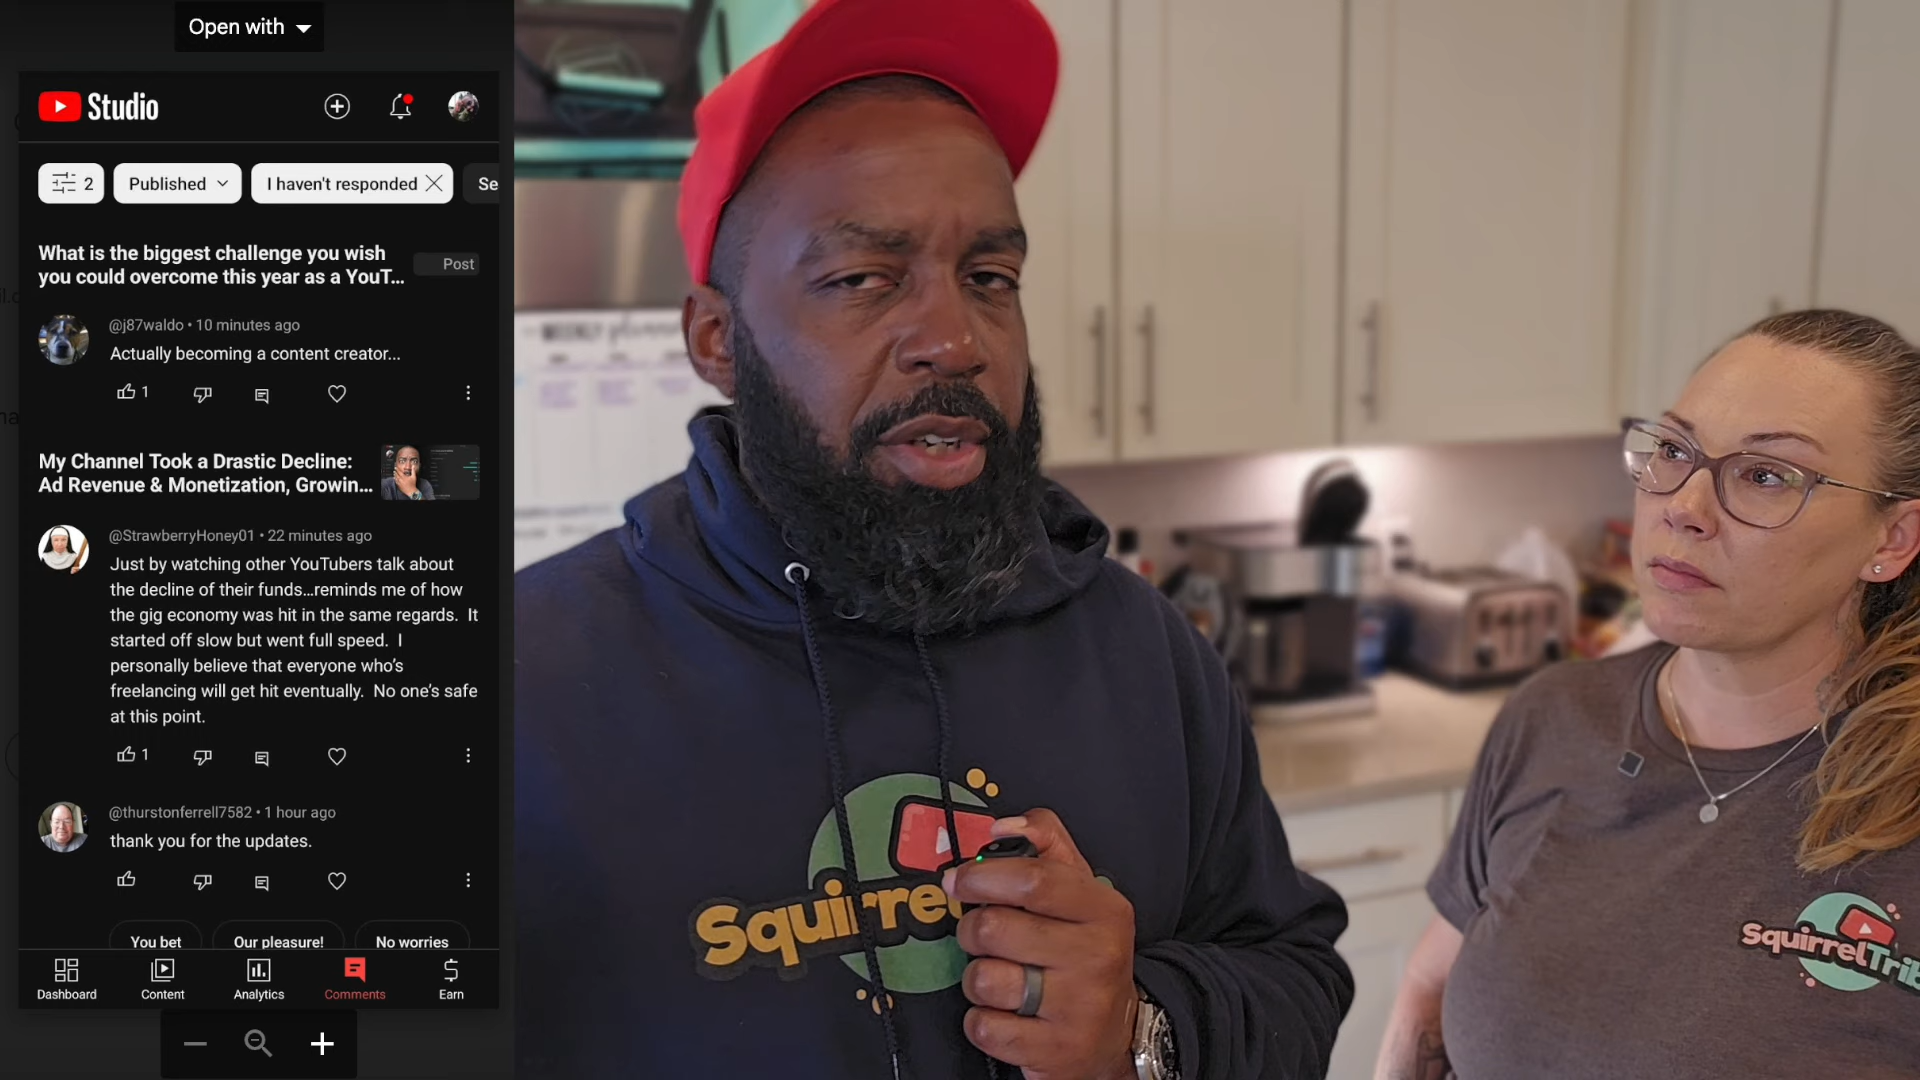 Open with
Studio
2
Published
I haven't responded
Se
What is the biggest challenge you wish
you could overcome this year as a YouT...
Post
@j87waldo • 10 minutes ago
Actually becoming a content creator...
1
My Channel Took a Drastic Decline:
Ad Revenue & Monetization, Growin...
@StrawberryHoney01 • 22 minutes ago
Just by watching other YouTubers talk about
the decline of their funds...reminds me of how
the gig economy was hit in the same regards. It
started off slow but went full speed. I
personally believe that everyone who's
freelancing will get hit eventually. No one's safe
at this point.
1
@thurstonferrell7582 • 1 hour ago
thank you for the updates.
You bet
Our pleasure!
No worries
Dashboard
Content
Analytics
Comments
Earn
WEEKLY planner
Squirrel
SquirrelTrib